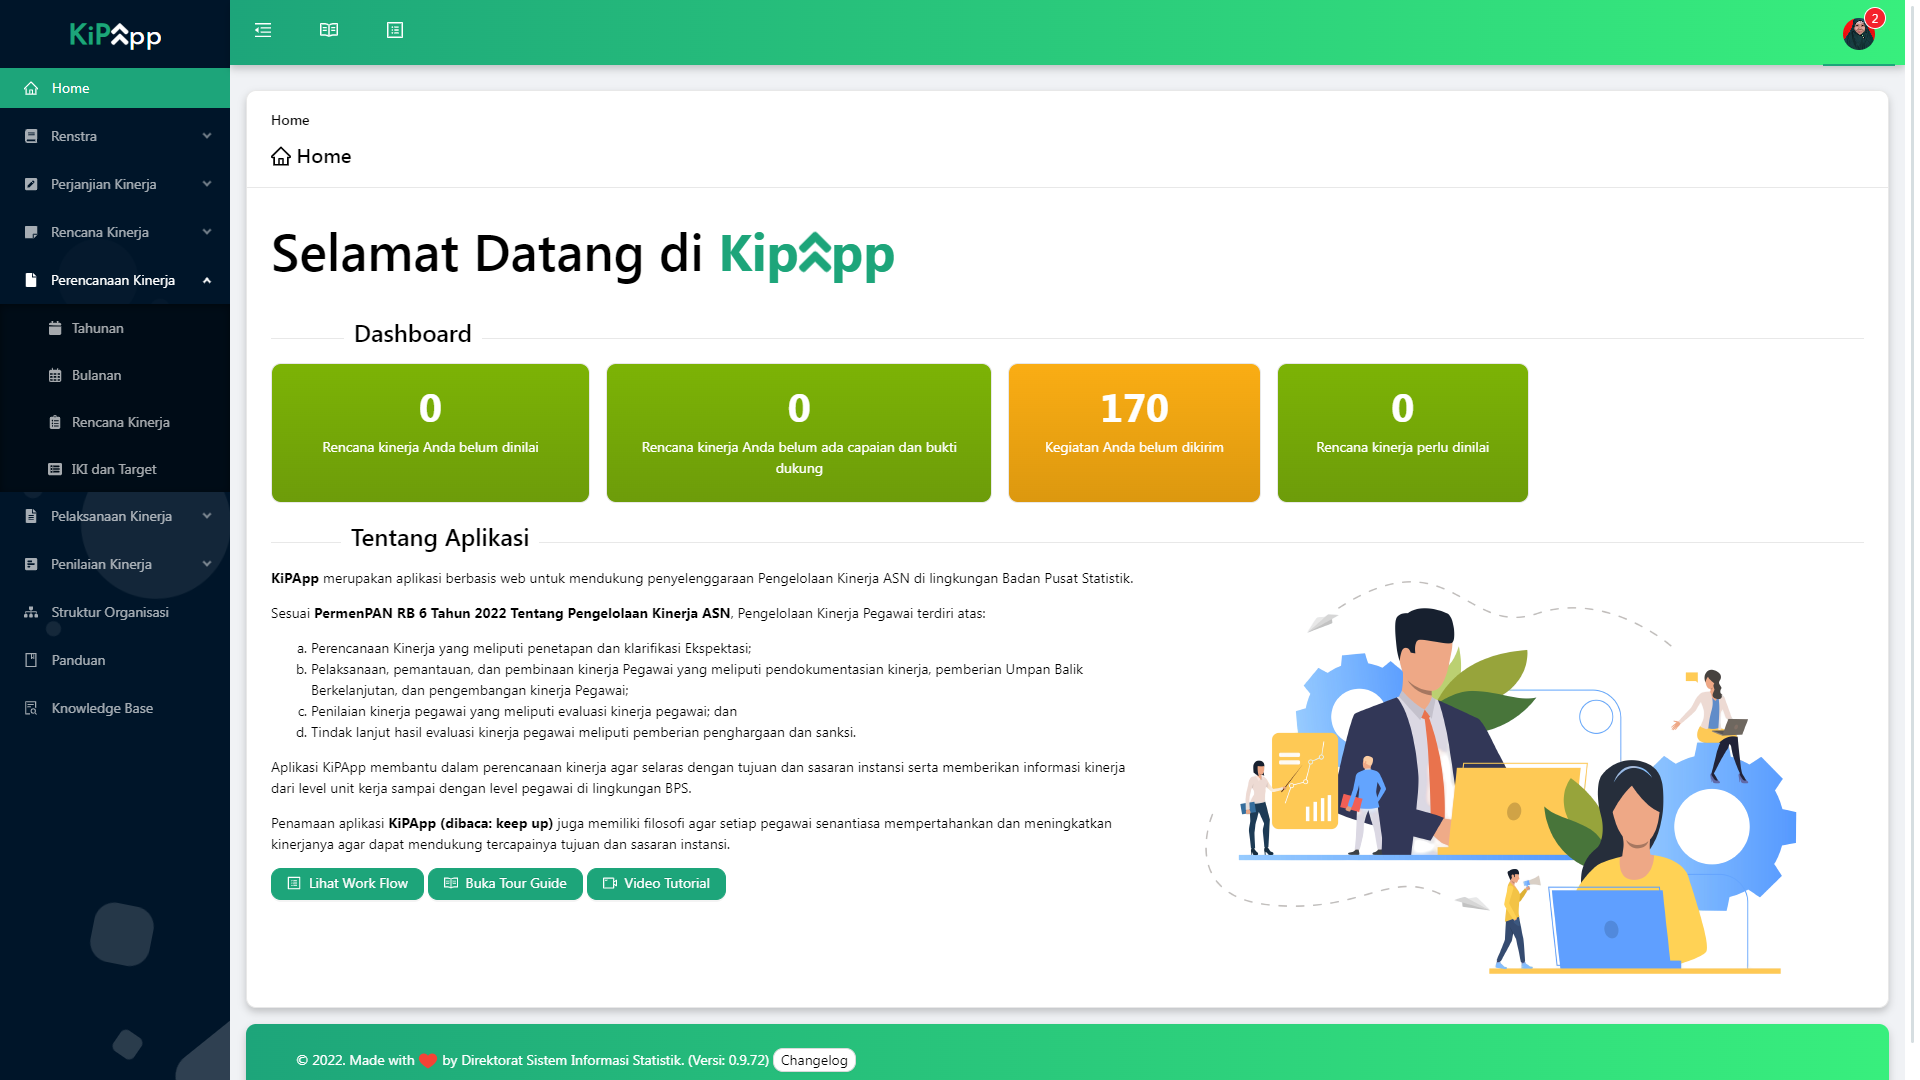 KiPApp
Home
Renstra
Perjanjian Kinerja
Rencana Kinerja
Perencanaan Kinerja
Tahunan
Bulanan
Rencana Kinerja
IKI dan Target
Pelaksanaan Kinerja
Penilaian Kinerja
Struktur Organisasi
Panduan
Knowledge Base
2
Home
Home
Selamat Datang di KipApp
Dashboard
0
Rencana kinerja Anda belum dinilai
0
Rencana kinerja Anda belum ada capaian dan bukti
dukung
170
Kegiatan Anda belum dikirim
0
Rencana kinerja perlu dinilai
Tentang Aplikasi
KiPApp merupakan aplikasi berbasis web untuk mendukung penyelenggaraan Pengelolaan Kinerja ASN di lingkungan Badan Pusat Statistik.
Sesuai PermenPAN RB 6 Tahun 2022 Tentang Pengelolaan Kinerja ASN, Pengelolaan Kinerja Pegawai terdiri atas:
a. Perencanaan Kinerja yang meliputi penetapan dan klarifikasi Ekspektasi;
b. Pelaksanaan, pemantauan, dan pembinaan kinerja Pegawai yang meliputi pendokumentasian kinerja, pemberian Umpan Balik
Berkelanjutan, dan pengembangan kinerja Pegawai;
c. Penilaian kinerja pegawai yang meliputi evaluasi kinerja pegawai; dan
d. Tindak lanjut hasil evaluasi kinerja pegawai meliputi pemberian penghargaan dan sanksi.
Aplikasi KiPApp membantu dalam perencanaan kinerja agar selaras dengan tujuan dan sasaran instansi serta memberikan informasi kinerja
dari level unit kerja sampai dengan level pegawai di lingkungan BPS.
Penamaan aplikasi KiPApp (dibaca: keep up) juga memiliki filosofi agar setiap pegawai senantiasa mempertahankan dan meningkatkan
kinerjanya agar dapat mendukung tercapainya tujuan dan sasaran instansi.
Lihat Work Flow Buka Tour Guide Video Tutorial
© 2022. Made with ❤ by Direktorat Sistem Informasi Statistik. (Versi: 0.9.72) Changelog